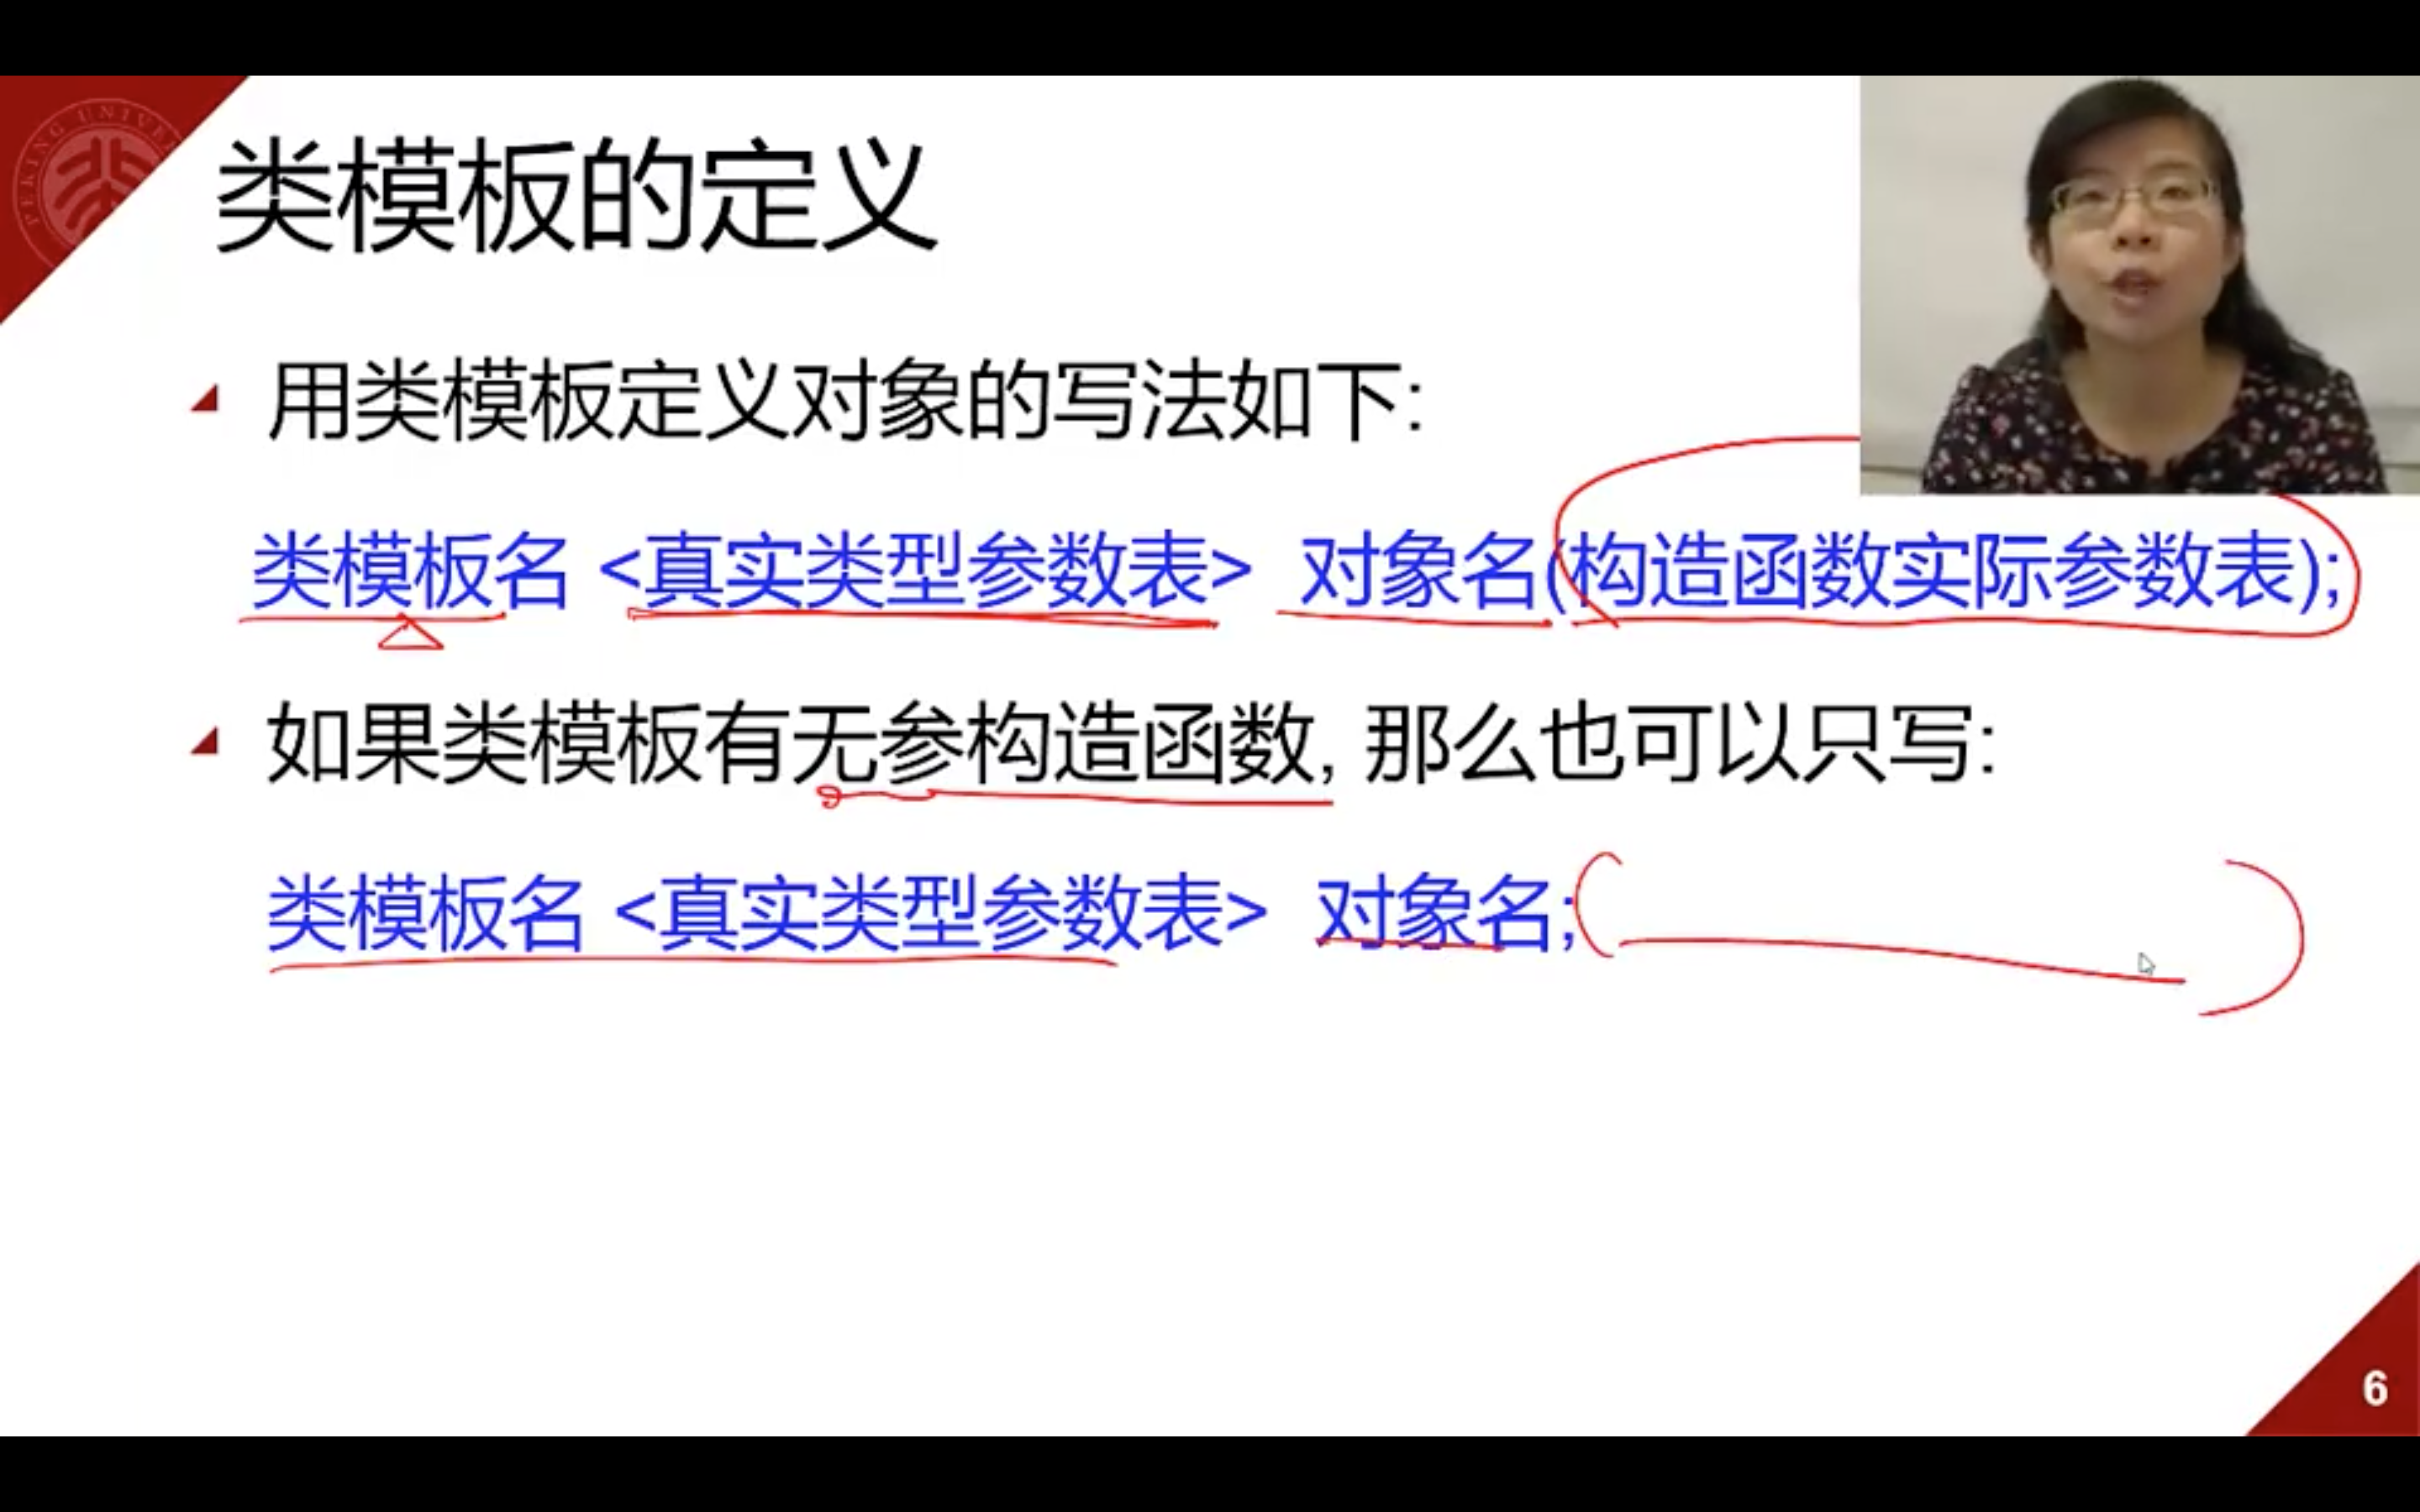 类模板的定义
用类模板定义对象的写法如下:
类模板名 <真实类型参数表> 对象名(构造函数实际参数表);
如果类模板有无参构造函数, 那么也可以只写:
类模板名 <真实类型参数表> 对象名;
6